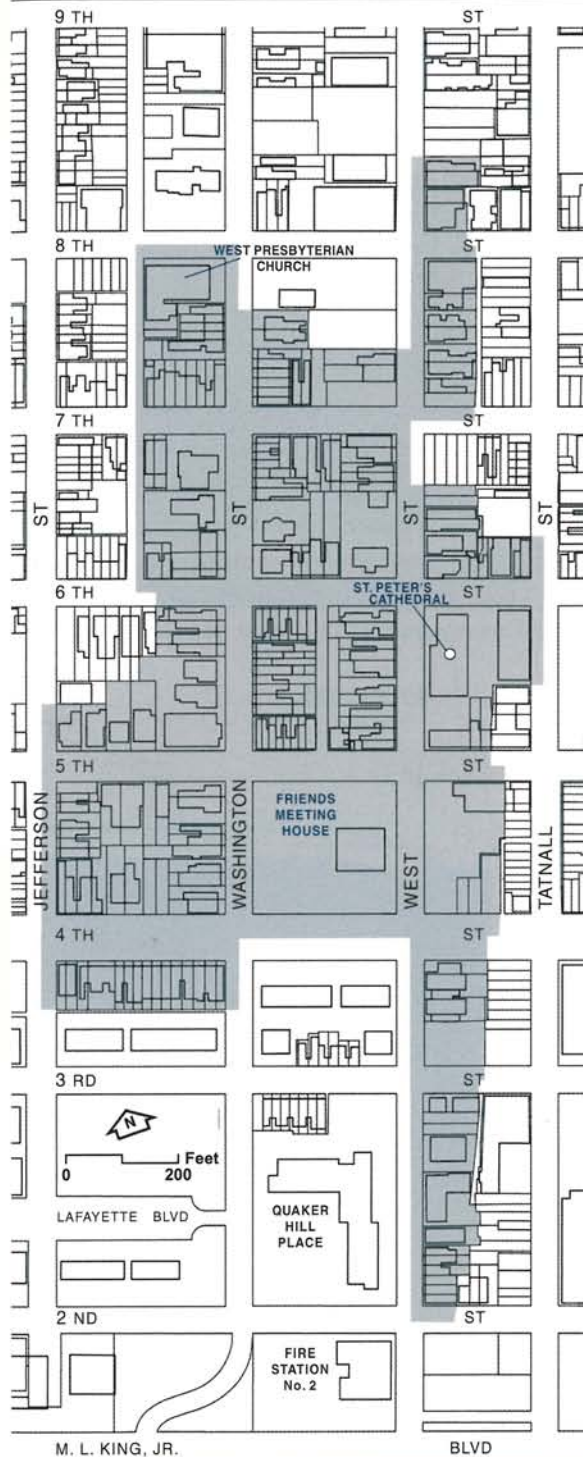 9 TH ST
8 TH ST
WEST PRESBYTERIAN
CHURCH
7 TH ST
ST ST ST ST
6 TH ST
ST. PETER'S
CATHEDRAL
5 TH ST
JEFFERSON
WASHINGTON
FRIENDS
MEETING
HOUSE
WEST
TATNALL
4 TH ST
3 RD ST
N
0 200 Feet
LAFAYETTE BLVD
QUAKER
HILL
PLACE
2 ND ST
FIRE
STATION
No. 2
M. L. KING, JR. BLVD